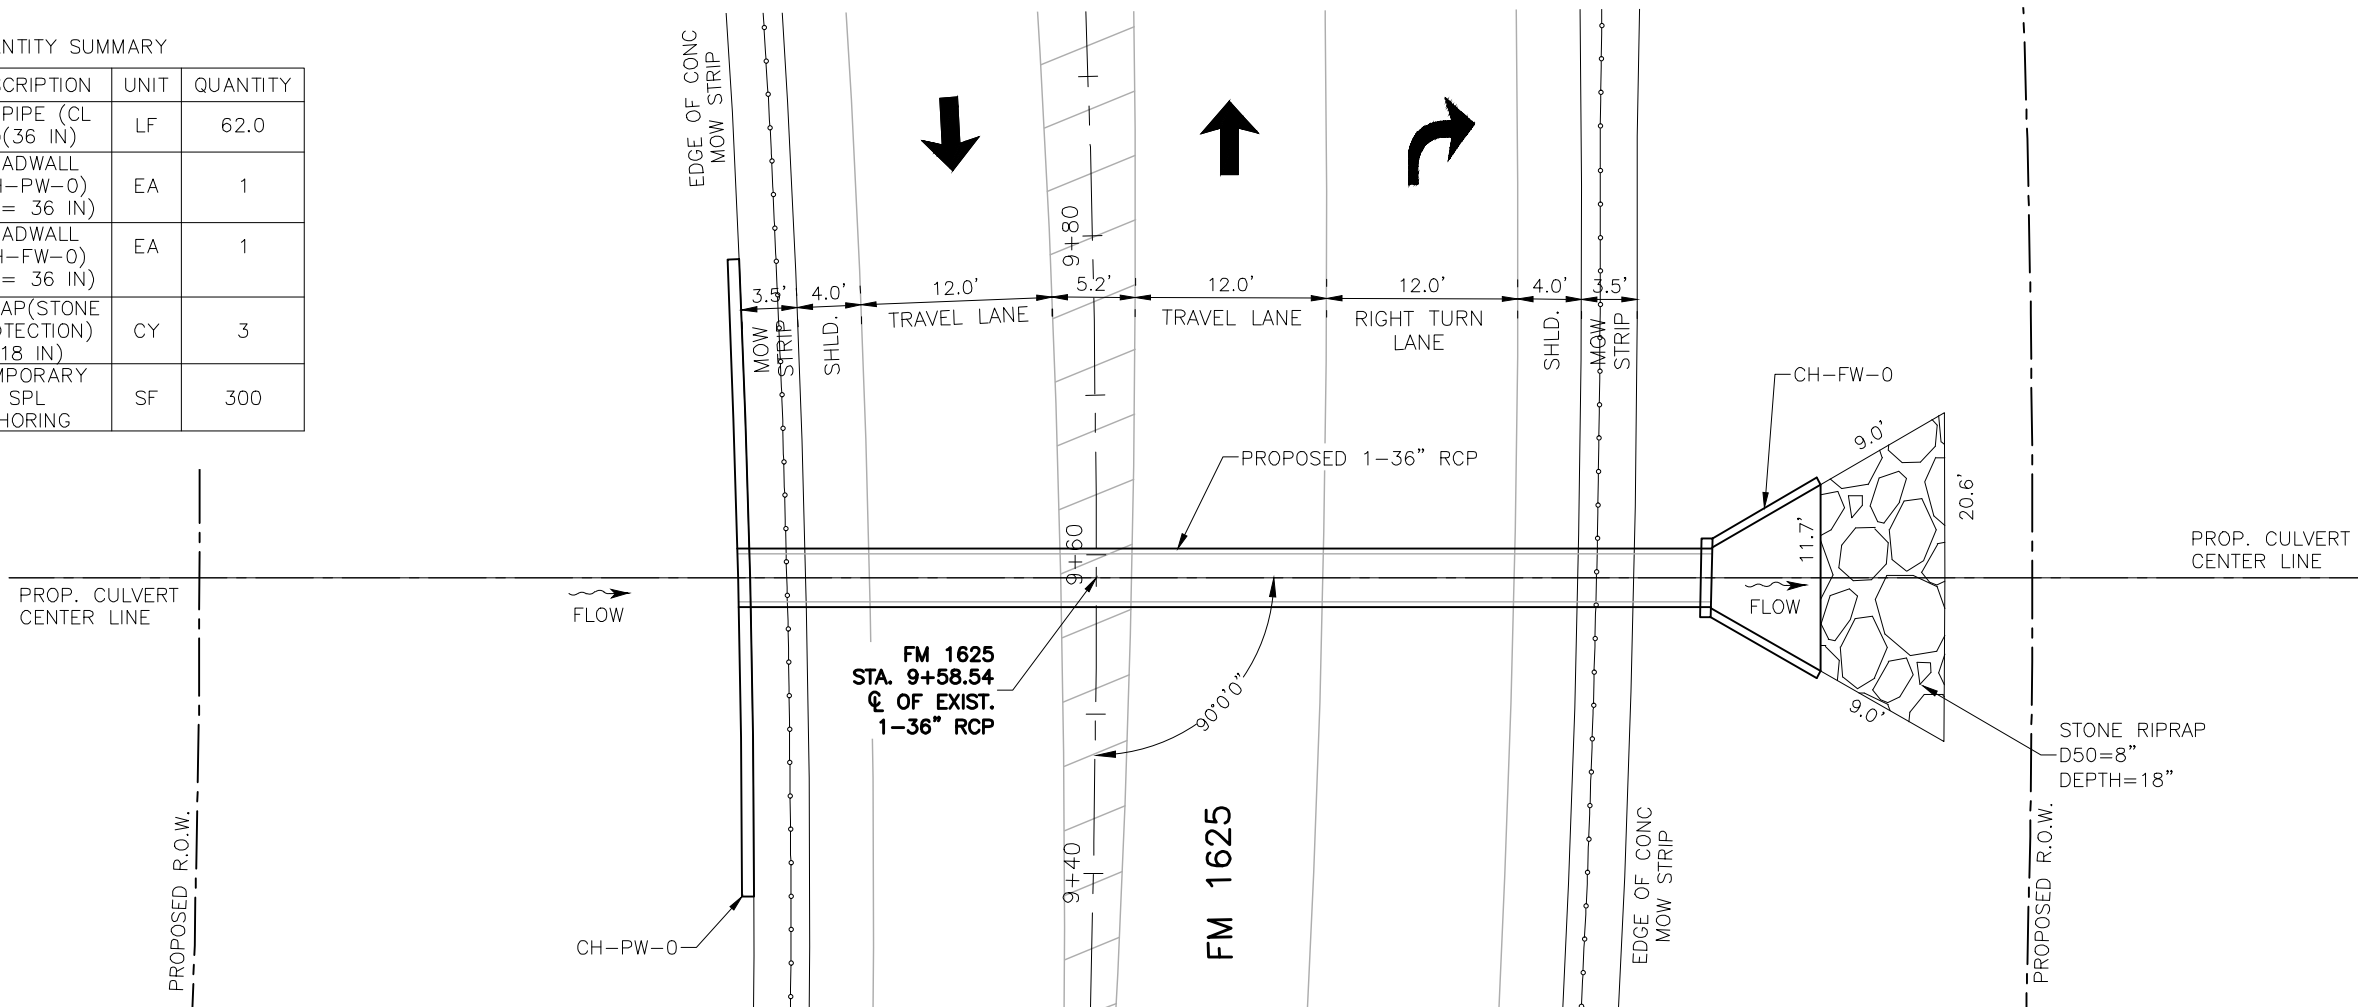 NTITY SUMMARY
CRIPTION UNIT QUANTITY
PIPE (CL
(36 IN) LF 62.0
ADWALL
H-PW-0) EA 1
= 36 IN)
ADWALL
H-FW-0) EA 1
= 36 IN)
AP(STONE
TECTION) CY 3
18 IN)
MPORARY
SPL SF 300
HORING
EDGE OF CONC
MOW STRIP
9+80
3.5'
4.0'
12.0'
5.2'
12.0'
12.0'
4.0'
3.5'
MOW
STRIP
SHLD.
TRAVEL LANE
TRAVEL LANE
RIGHT TURN
LANE
SHLD.
MOW
STRIP
CH-FW-0
9.0'
20.6'
11.7'
PROPOSED 1-36" RCP
9+60
PROP. CULVERT
CENTER LINE
PROP. CULVERT
CENTER LINE
FLOW
FLOW
FM 1625
STA. 9+58.54
℄ OF EXIST.
1-36" RCP
90°0'0"
9.0'
STONE RIPRAP
D50=8"
DEPTH=18"
9+40
FM 1625
EDGE OF CONC
MOW STRIP
PROPOSED R.O.W.
PROPOSED R.O.W.
CH-PW-0